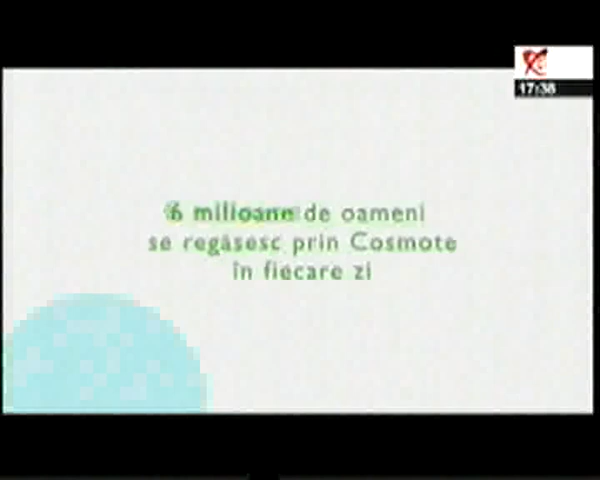 17:38
6 milioane de oameni
se regăsesc prin Cosmote
în fiecare zi